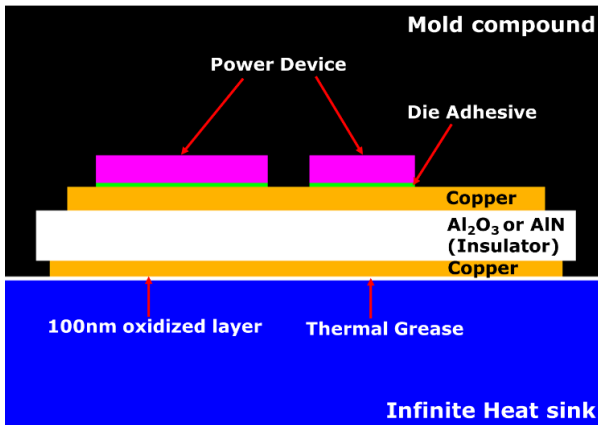 Mold compound
Power Device
Die Adhesive
Copper
Al₂O₃ or AlN
(Insulator)
Copper
100nm oxidized layer
Thermal Grease
Infinite Heat sink